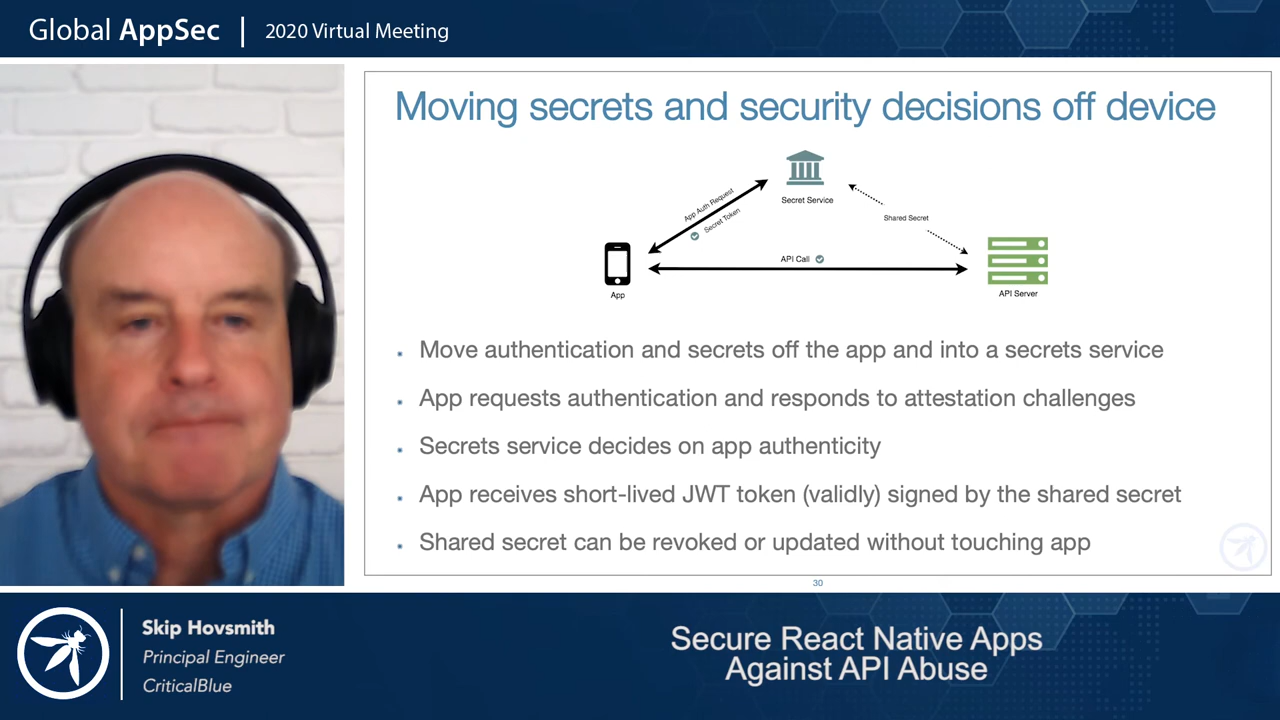 Global AppSec | 2020 Virtual Meeting
Moving secrets and security decisions off device
Secret Service
App Auth Request
Secret Token
Shared Secret
API Call
App
API Server
Move authentication and secrets off the app and into a secrets service
App requests authentication and responds to attestation challenges
Secrets service decides on app authenticity
App receives short-lived JWT token (validly) signed by the shared secret
Shared secret can be revoked or updated without touching app
30
Skip Hovsmith
Principal Engineer
CriticalBlue
Secure React Native Apps
Against API Abuse